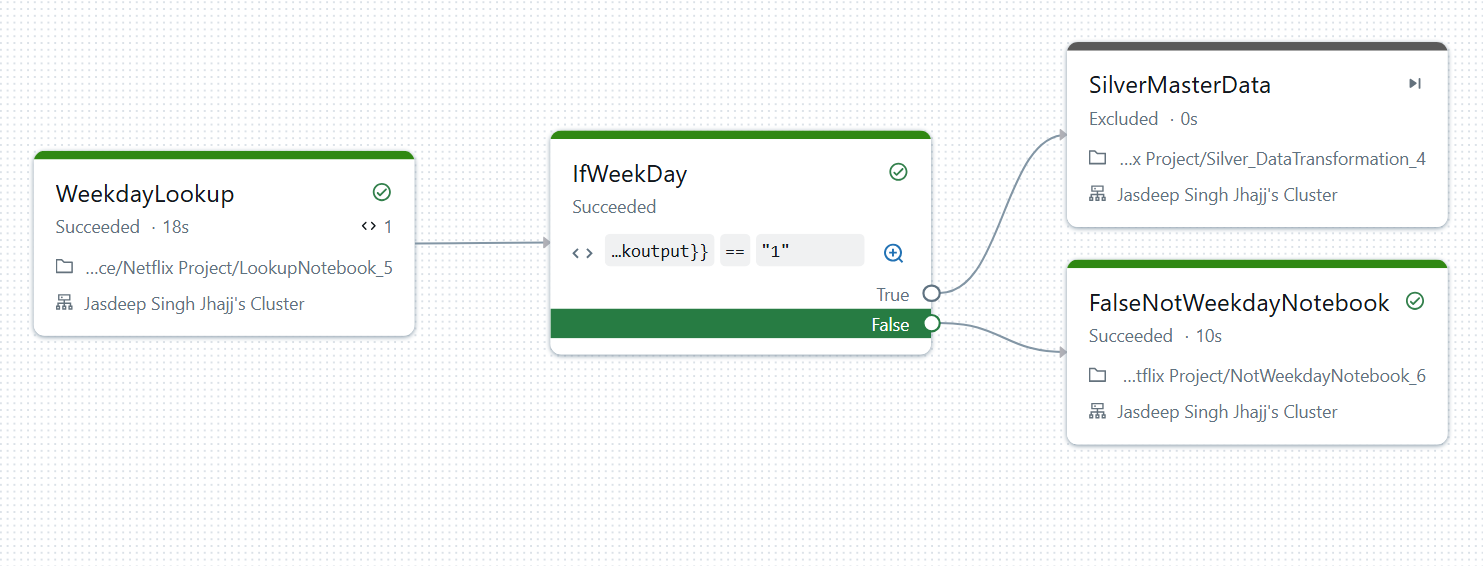 WeekdayLookup
Succeeded · 18s
1
...ce/Netflix Project/LookupNotebook_5
Jasdeep Singh Jhajj's Cluster
IfWeekDay
Succeeded
…koutput}} == "1"
True
False
SilverMasterData
Excluded · 0s
...x Project/Silver_DataTransformation_4
Jasdeep Singh Jhajj's Cluster
FalseNotWeekdayNotebook
Succeeded · 10s
...tflix Project/NotWeekdayNotebook_6
Jasdeep Singh Jhajj's Cluster